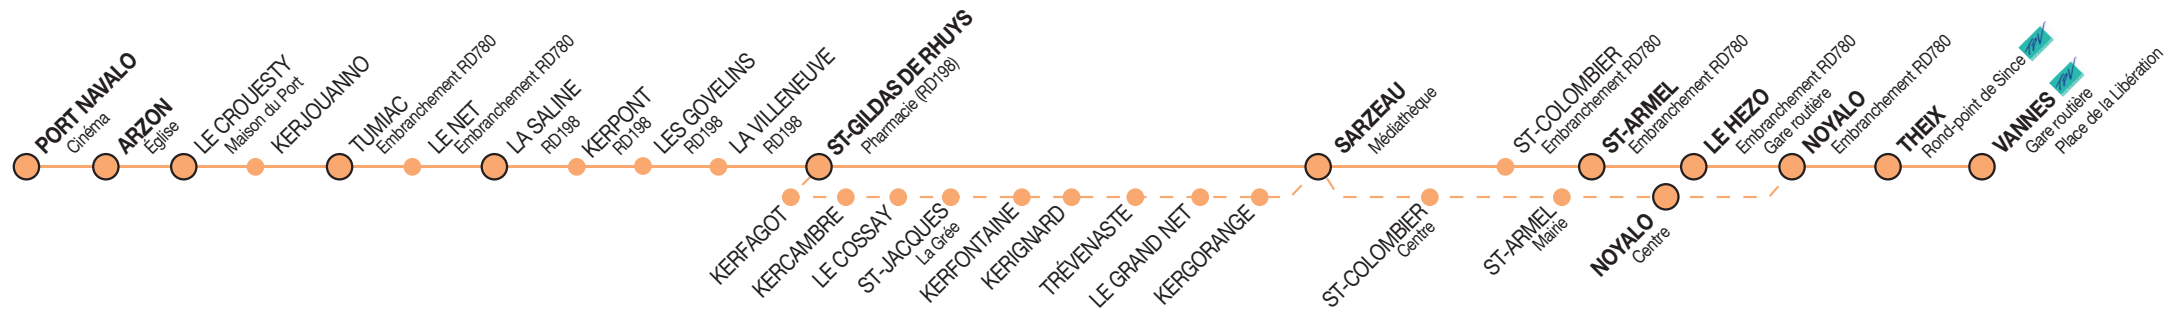 PORT NAVALO
Cinéma
ARZON
Église
LE CROUESTY
Maison du Port
KERJOUANNO
TUMIAC
Embranchement RD780
LE NET
Embranchement RD780
LA SALINE
RD198
KERPONT
RD198
LES GOVELINS
RD198
LA VILLENEUVE
RD198
ST-GILDAS DE RHUYS
Pharmacie (RD198)
SARZEAU
Médiathèque
ST-COLOMBIER
Embranchement RD780
ST-ARMEL
Embranchement RD780
LE HEZO
Embranchement RD780
Gare routière
NOYALO
Embranchement RD780
THEIX
Rond-point de Since
TPV
VANNES
TPV
Gare routière
Place de la Libération
KERFAGOT
KERCAMBRE
LE COSSAY
ST-JACQUES
La Grée
KERFONTAINE
KERIGNARD
TRÉVENASTE
LE GRAND NET
KERGORANGE
ST-COLOMBIER
Centre
ST-ARMEL
Mairie
NOYALO
Centre